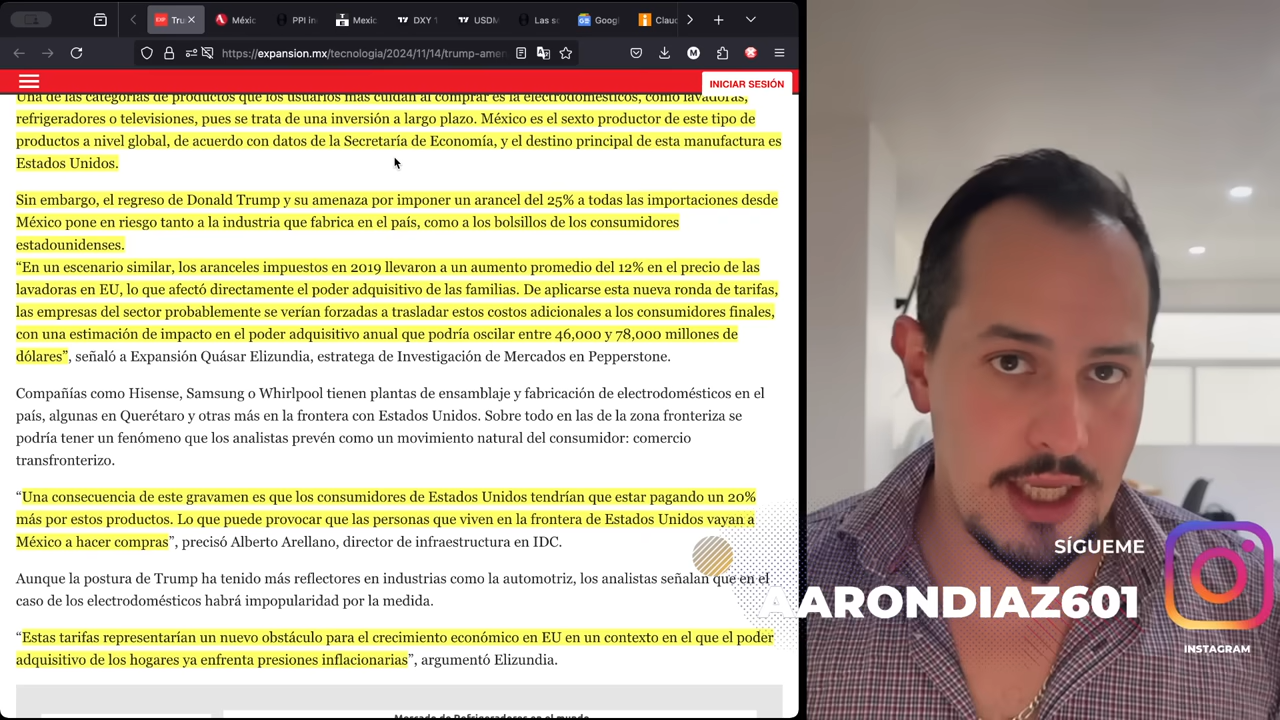 Tru
Méxic
PPI in
Mexic
DXY 1
USDM
Las s
Googl
Clauc
https://expansion.mx/tecnologia/2024/11/14/trump-amen
INICIAR SESIÓN
Una de las categorías de productos que los usuarios más cuidan al comprar es la electrodomésticos, como lavadoras,
refrigeradores o televisiones, pues se trata de una inversión a largo plazo. México es el sexto productor de este tipo de
productos a nivel global, de acuerdo con datos de la Secretaría de Economía, y el destino principal de esta manufactura es
Estados Unidos.
Sin embargo, el regreso de Donald Trump y su amenaza por imponer un arancel del 25% a todas las importaciones desde
México pone en riesgo tanto a la industria que fabrica en el país, como a los bolsillos de los consumidores
estadounidenses.
“En un escenario similar, los aranceles impuestos en 2019 llevaron a un aumento promedio del 12% en el precio de las
lavadoras en EU, lo que afectó directamente el poder adquisitivo de las familias. De aplicarse esta nueva ronda de tarifas,
las empresas del sector probablemente se verían forzadas a trasladar estos costos adicionales a los consumidores finales,
con una estimación de impacto en el poder adquisitivo anual que podría oscilar entre 46,000 y 78,000 millones de
dólares”, señaló a Expansión Quásar Elizundia, estratega de Investigación de Mercados en Pepperstone.
Compañías como Hisense, Samsung o Whirlpool tienen plantas de ensamblaje y fabricación de electrodomésticos en el
país, algunas en Querétaro y otras más en la frontera con Estados Unidos. Sobre todo en las de la zona fronteriza se
podría tener un fenómeno que los analistas prevén como un movimiento natural del consumidor: comercio
transfronterizo.
“Una consecuencia de este gravamen es que los consumidores de Estados Unidos tendrían que estar pagando un 20%
más por estos productos. Lo que puede provocar que las personas que viven en la frontera de Estados Unidos vayan a
México a hacer compras”, precisó Alberto Arellano, director de infraestructura en IDC.
Aunque la postura de Trump ha tenido más reflectores en industrias como la automotriz, los analistas señalan que en el
caso de los electrodomésticos habrá impopularidad por la medida.
“Estas tarifas representarían un nuevo obstáculo para el crecimiento económico en EU en un contexto en el que el poder
adquisitivo de los hogares ya enfrenta presiones inflacionarias”, argumentó Elizundia.
SÍGUEME
AARONDIAZ601
INSTAGRAM